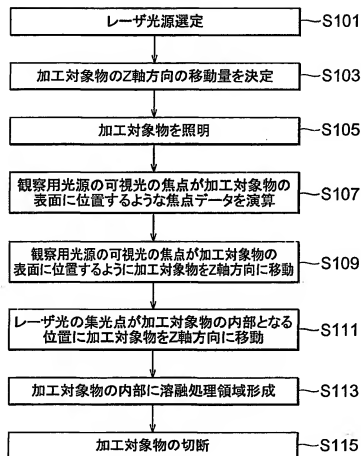 レーザ光源選定
S101
加工対象物のZ軸方向の移動量を決定
S103
加工対象物を照明
S105
観察用光源の可視光の焦点が加工対象物の
表面に位置するような焦点データを演算
S107
観察用光源の可視光の焦点が加工対象物の
表面に位置するように加工対象物をZ軸方向に移動
S109
レーザ光の集光点が加工対象物の内部となる
位置に加工対象物をZ軸方向に移動
S111
加工対象物の内部に溶融処理領域形成
S113
加工対象物の切断
S115